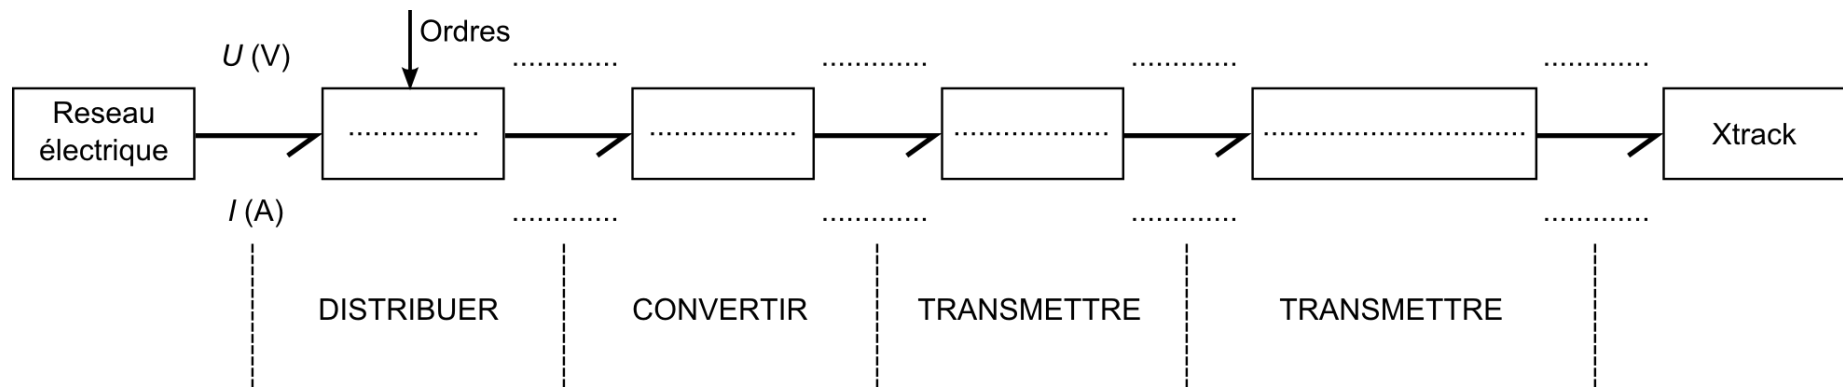 Ordres
U (V)
............. ............. ............. .............
Reseau
électrique
................ .................. ................... ................................
Xtrack
I (A)
............. ............. ............. .............
DISTRIBUER CONVERTIR TRANSMETTRE TRANSMETTRE